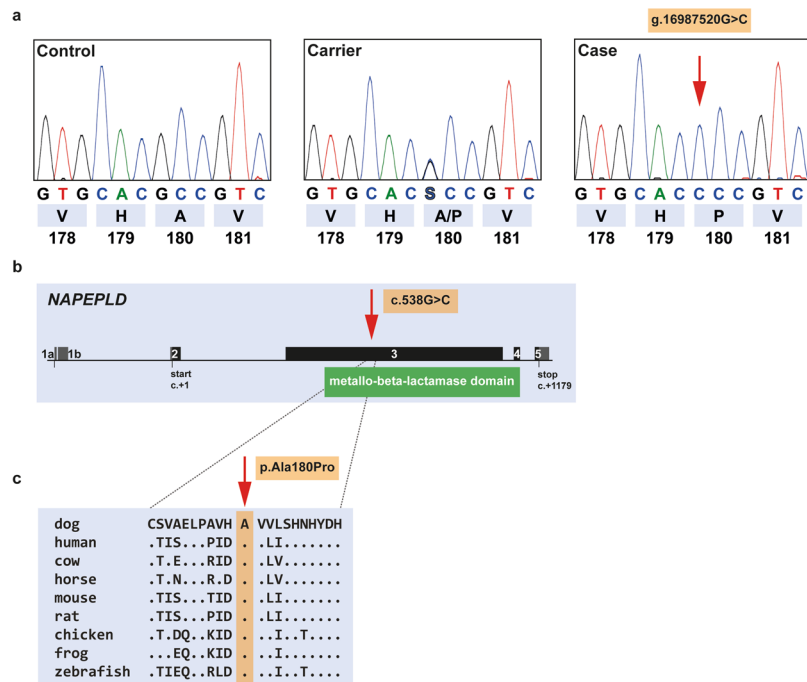 a
g.16987520G>C
Control
Carrier
Case
G T G C A C G C C G T C
G T G C A C S C C G T C
G T G C A C C C C G T C
V H A V
V H A/P V
V H P V
178 179 180 181
178 179 180 181
178 179 180 181
b
NAPEPLD
c.538G>C
1a 1b 2 3 4 5
start
c.+1
stop
c.+1179
metallo-beta-lactamase domain
p.Ala180Pro
c
dog CSVAELPAVH A VVLSHNHYDH
human .TIS...PID . .LI.......
cow .T.E...RID . .LV.......
horse .T.N...R.D . .LV.......
mouse .TIS...TID . .LI.......
rat .TIS...PID . .LI.......
chicken .T.DQ..KID . ..I..T....
frog ...EQ..KID . ..I.......
zebrafish .TIEQ..RLD . ..I..T....